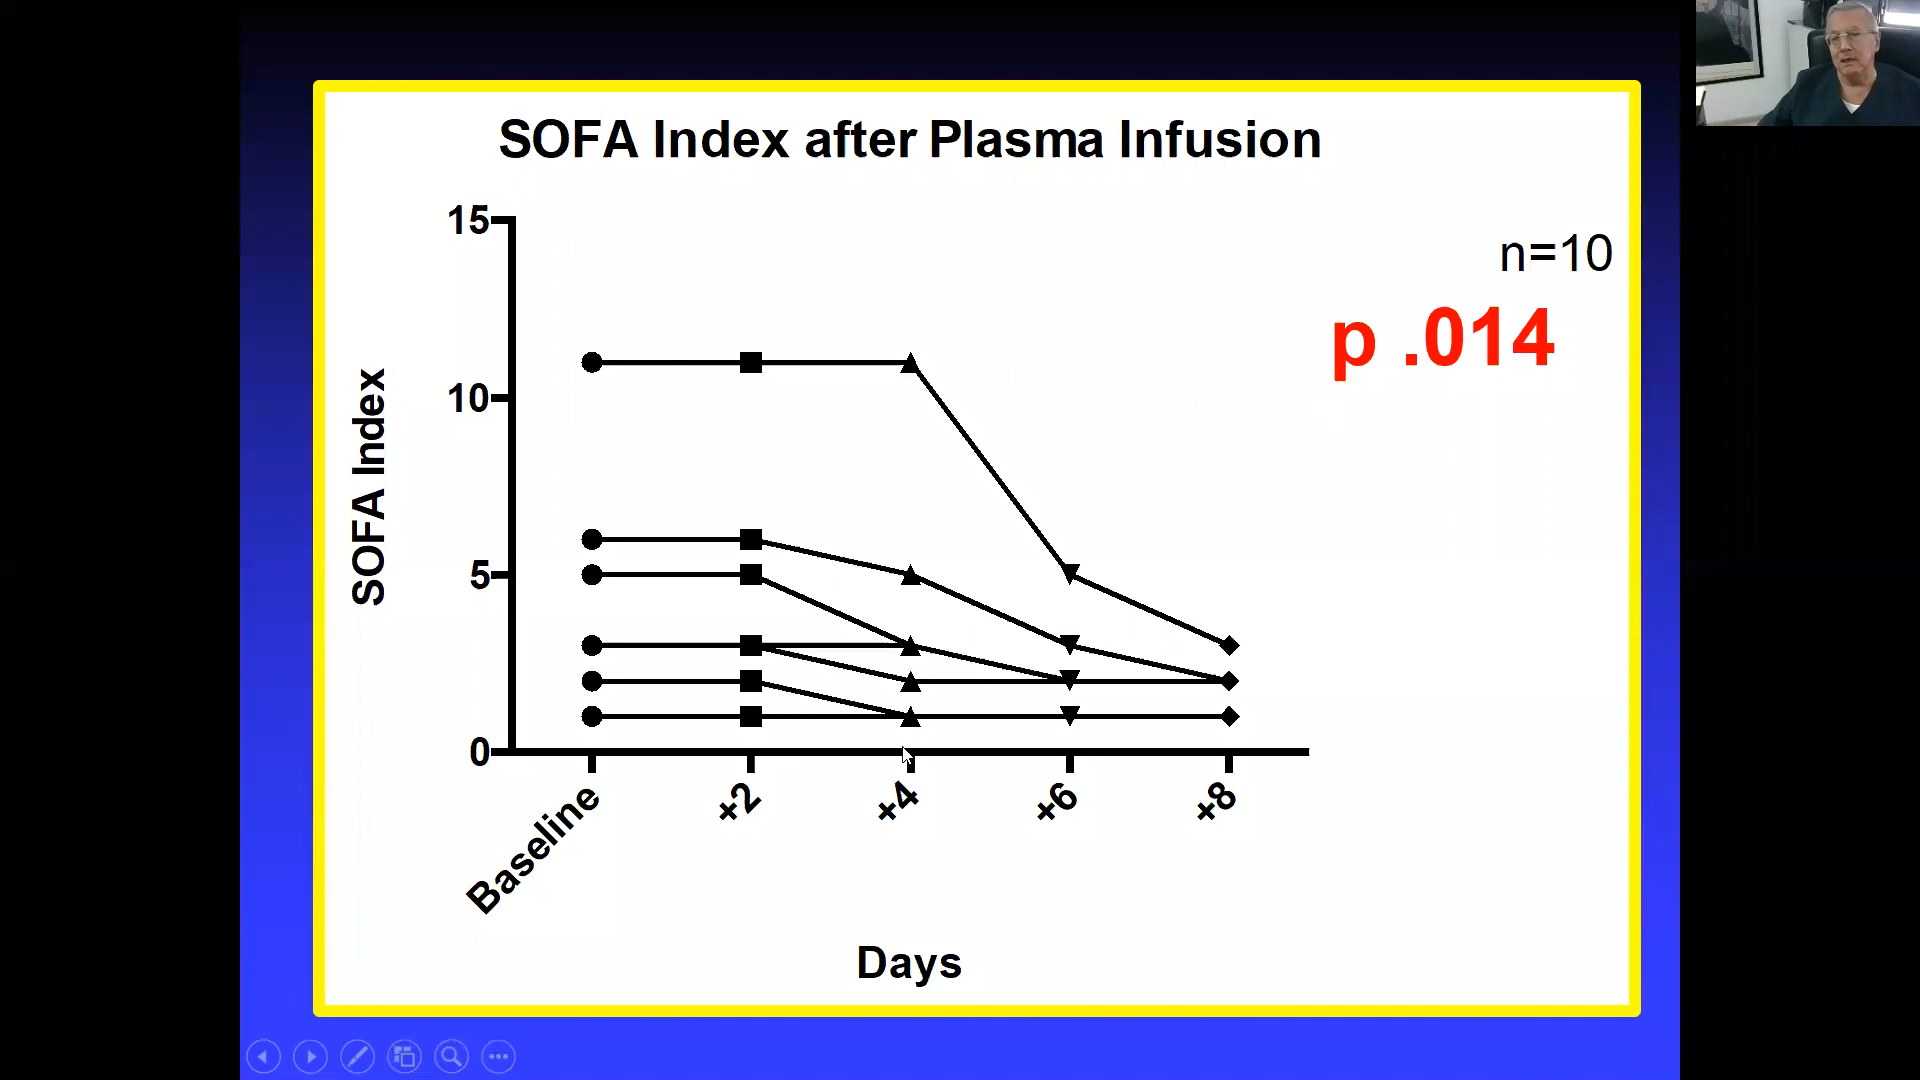 SOFA Index after Plasma Infusion
n=10
p .014
SOFA Index
15
10
5
0
Baseline
+2
+4
+6
+8
Days